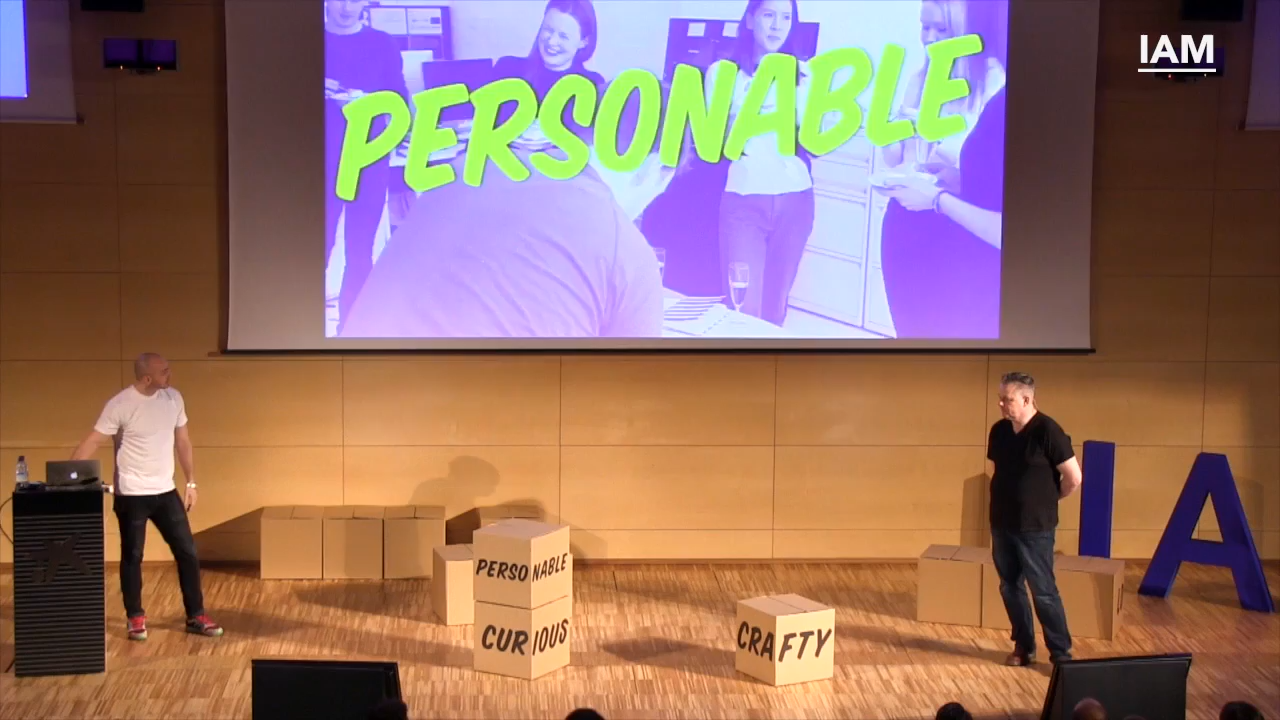 IAM
PERSONABLE
PERSONABLE
CURIOUS
CRAFTY
IA